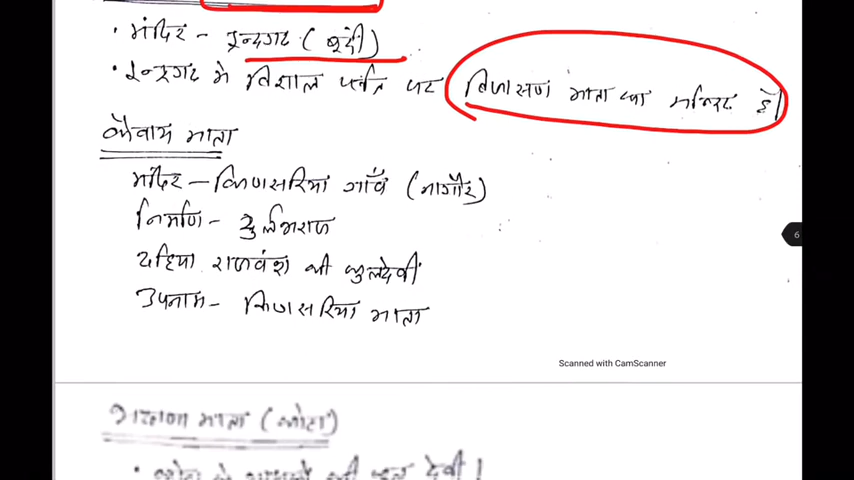 • मंदिर - इन्द्रगढ (बूंदी)
• इन्द्रगढ मे विशाल पर्वत पर बिजासण माता का मन्दिर है।
कैवाय माता
मंदिर - किणसरिया गाँव (नागौर)
निर्माण - दुर्लभराज
दहिया राजवंश की कुलदेवी
उपनाम - किणसरिया माता
6
Scanned with CamScanner
माता (कोटा)
• की कुल देवी।